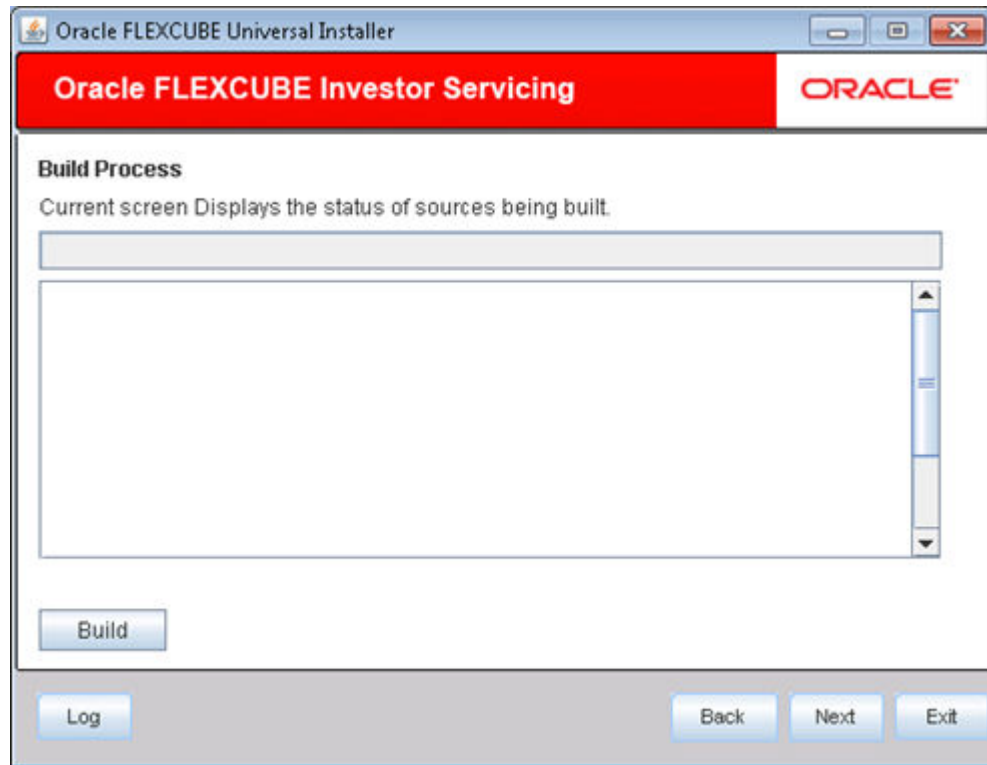 Oracle FLEXCUBE Universal Installer
Oracle FLEXCUBE Investor Servicing
ORACLE
Build Process
Current screen Displays the status of sources being built.
Build
Log
Back
Next
Exit